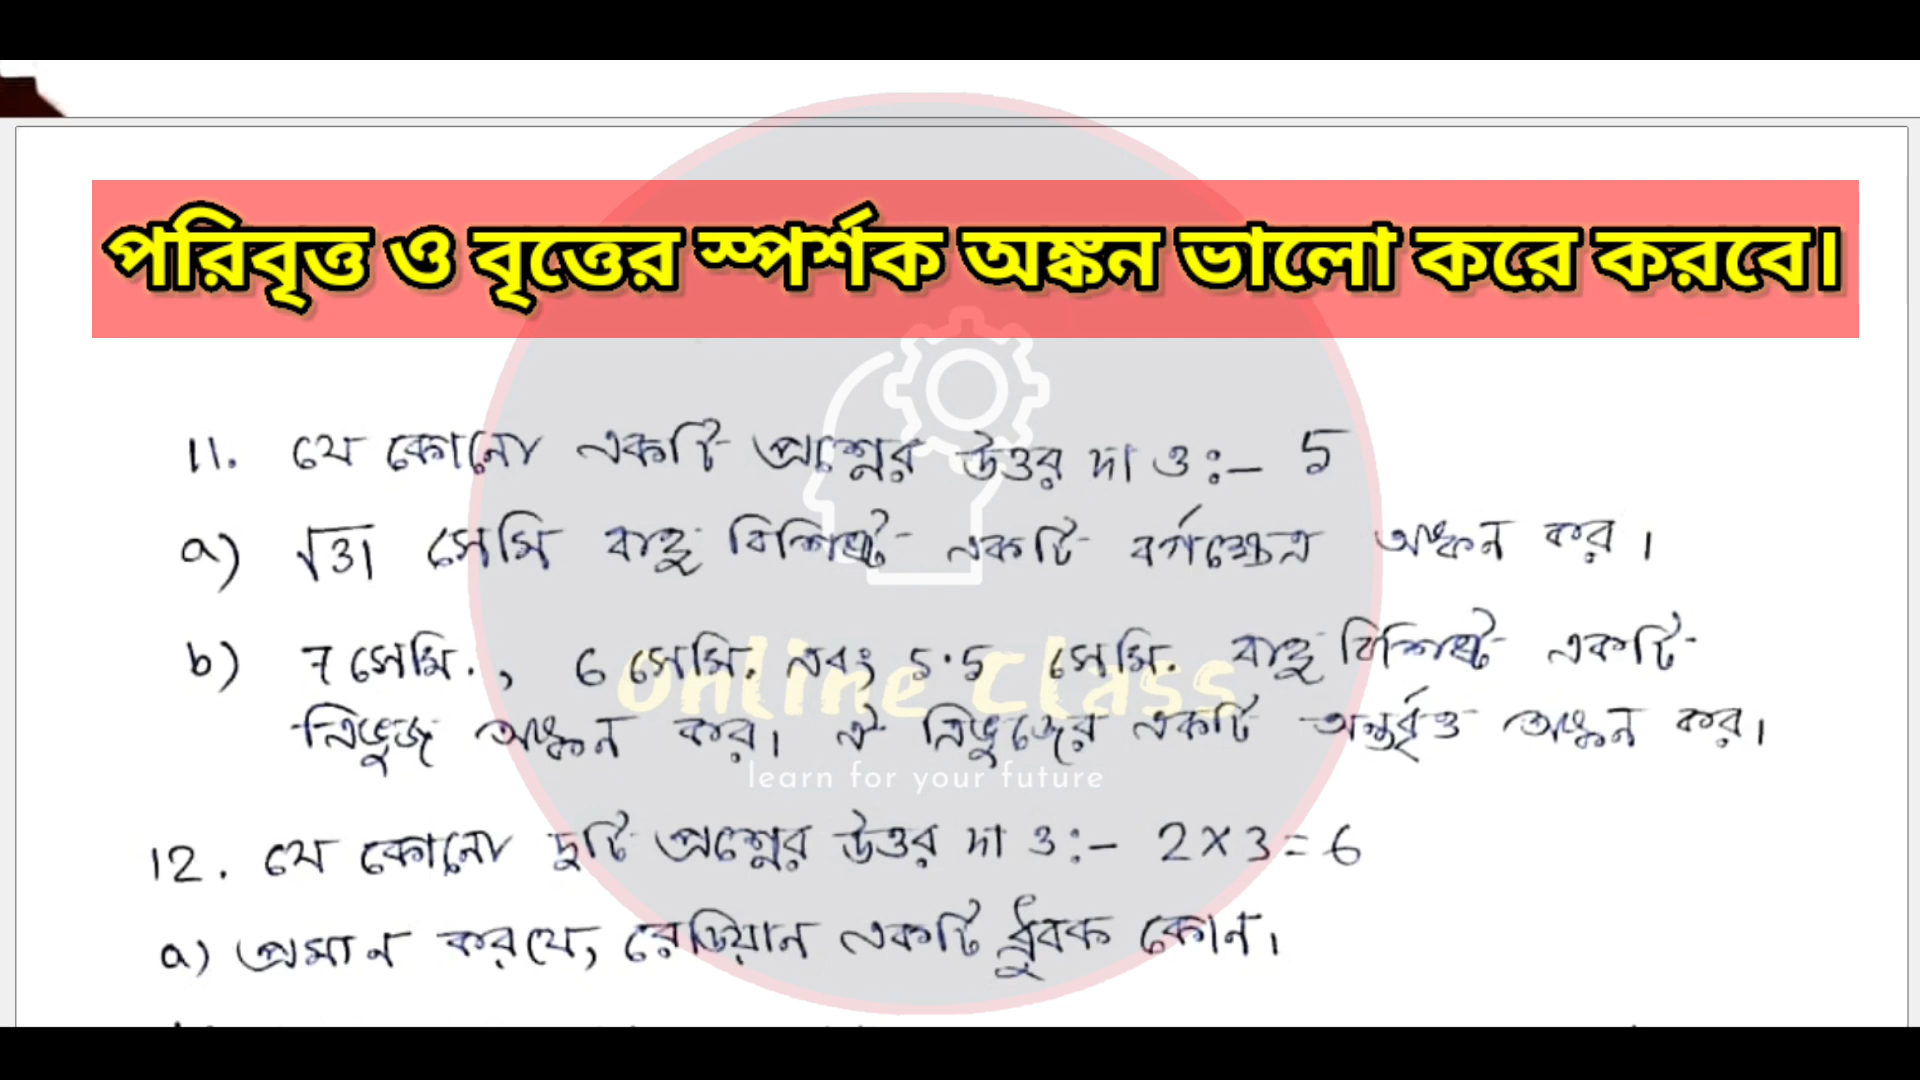 পরিবৃত্ত ও বৃত্তের স্পর্শক অঙ্কন ভালো করে করবে।
11. যে কোনো একটি প্রশ্নের উত্তর দাও:– 5
a) √31 সেমি বাহু বিশিষ্ট একটি বর্গক্ষেত্র অঙ্কন কর।
b) 7 সেমি., 6 সেমি. এবং 5.5 সেমি. বাহু বিশিষ্ট একটি
ত্রিভুজ অঙ্কন কর। ঐ ত্রিভুজের একটি অন্তর্বৃত্ত অঙ্কন কর।
Online Class
learn for your future
12. যে কোনো দুটি প্রশ্নের উত্তর দাও:– 2×3=6
a) প্রমান কর যে, রেডিয়ান একটি ধ্রুবক কোন।